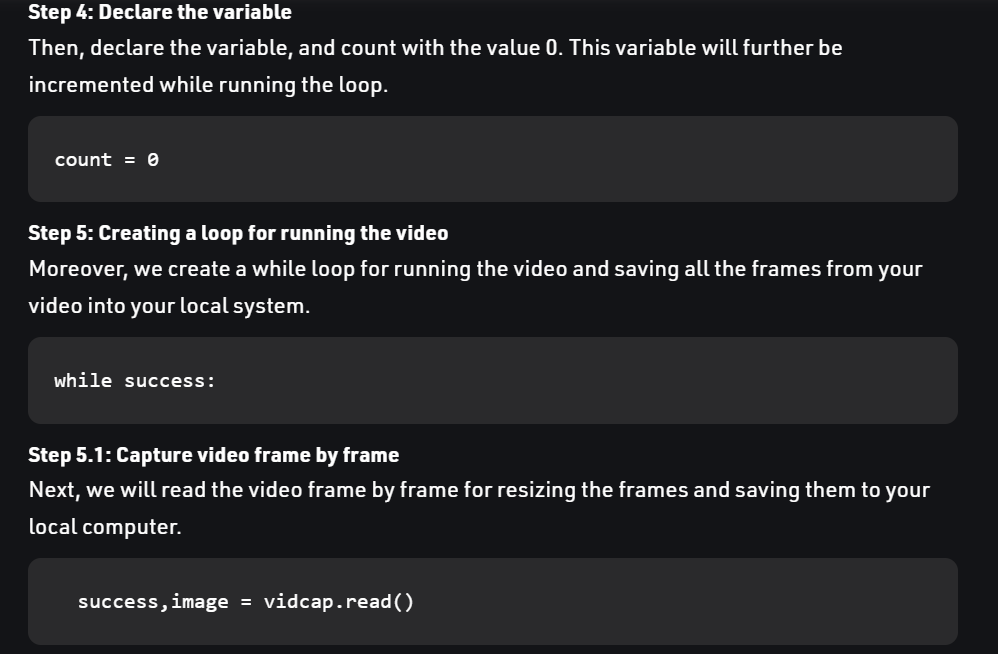 Step 4: Declare the variable
Then, declare the variable, and count with the value 0. This variable will further be
incremented while running the loop.
count = 0
Step 5: Creating a loop for running the video
Moreover, we create a while loop for running the video and saving all the frames from your
video into your local system.
while success:
Step 5.1: Capture video frame by frame
Next, we will read the video frame by frame for resizing the frames and saving them to your
local computer.
success,image = vidcap.read()